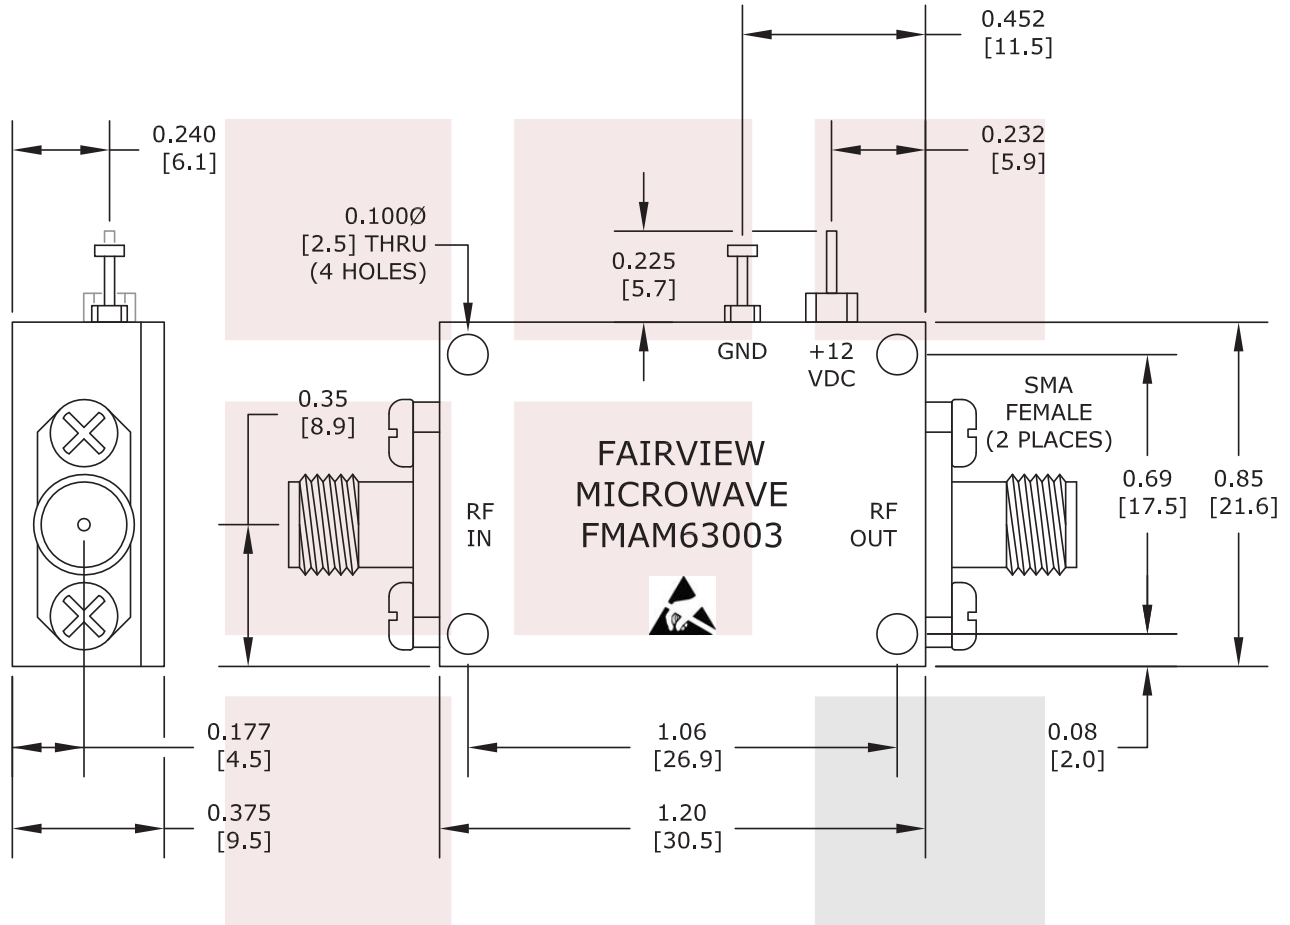 0.452
[11.5]
0.240
[6.1]
0.232
[5.9]
0.100Ø
[2.5] THRU
(4 HOLES)
0.225
[5.7]
GND
+12
VDC
SMA
FEMALE
(2 PLACES)
0.35
[8.9]
FAIRVIEW
MICROWAVE
FMAM63003
RF
IN
RF
OUT
0.69
[17.5]
0.85
[21.6]
0.177
[4.5]
1.06
[26.9]
0.08
[2.0]
0.375
[9.5]
1.20
[30.5]